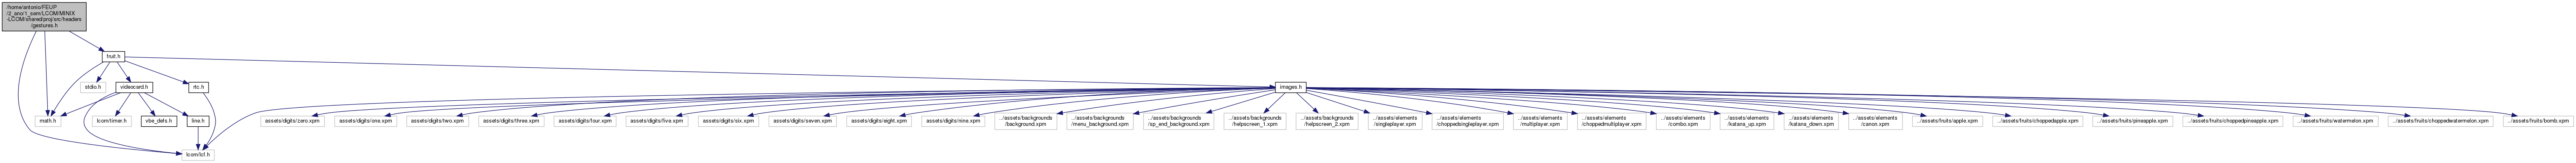 /home/antonio/FEUP
/2_ano/1_sem/LCOM/MINIX
-LCOM/shared/proj/src/headers
/gestures.h
fruit.h
stdio.h
videocard.h
rtc.h
images.h
math.h
lcom/timer.h
vbe_defs.h
line.h
assets/digits/zero.xpm
assets/digits/one.xpm
assets/digits/two.xpm
assets/digits/three.xpm
assets/digits/four.xpm
assets/digits/five.xpm
assets/digits/six.xpm
assets/digits/seven.xpm
assets/digits/eight.xpm
assets/digits/nine.xpm
../assets/backgrounds
/background.xpm
../assets/backgrounds
/menu_background.xpm
../assets/backgrounds
/sp_end_background.xpm
../assets/backgrounds
/helpscreen_1.xpm
../assets/backgrounds
/helpscreen_2.xpm
../assets/elements
/singleplayer.xpm
../assets/elements
/choppedsingleplayer.xpm
../assets/elements
/multiplayer.xpm
../assets/elements
/choppedmultiplayer.xpm
../assets/elements
/combo.xpm
../assets/elements
/katana_up.xpm
../assets/elements
/katana_down.xpm
../assets/elements
/canon.xpm
../assets/fruits/apple.xpm
../assets/fruits/choppedapple.xpm
../assets/fruits/pineapple.xpm
../assets/fruits/choppedpineapple.xpm
../assets/fruits/watermelon.xpm
../assets/fruits/choppedwatermelon.xpm
../assets/fruits/bomb.xpm
lcom/lcf.h